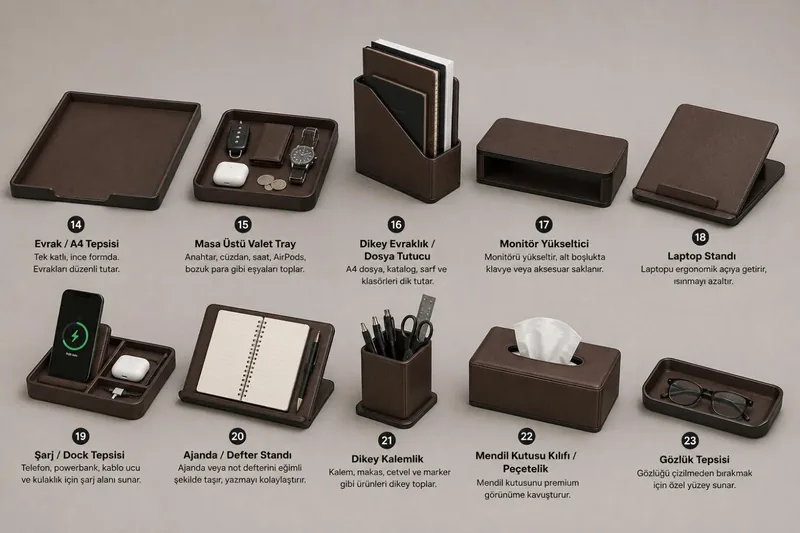 14
Evrak / A4 Tepsisi
Tek katlı, ince formda.
Evrakları düzenli tutar.
15
Masa Üstü Valet Tray
Anahtar, cüzdan, saat, AirPods,
bozuk para gibi eşyaları toplar.
16
Dikey Evraklık /
Dosya Tutucu
A4 dosya, katalog, sarf ve
klasörleri dik tutar.
17
Monitör Yükseltici
Monitörü yükseltir, alt boşlukta
klavye veya aksesuar saklanır.
18
Laptop Standı
Laptopu ergonomik açıya getirir,
ısınmayı azaltır.
19
Şarj / Dock Tepsisi
Telefon, powerbank, kablo ucu
ve kulaklık için şarj alanı sunar.
20
Ajanda / Defter Standı
Ajanda veya not defterini eğimli
şekilde taşır, yazmayı kolaylaştırır.
21
Dikey Kalemlik
Kalem, makas, cetvel ve marker
gibi ürünleri dikey toplar.
22
Mendil Kutusu Kılıfı /
Peçetelik
Mendil kutusunu premium
görünüme kavuşturur.
23
Gözlük Tepsisi
Gözlüğü çizilmeden bırakmak
için özel yüzey sunar.